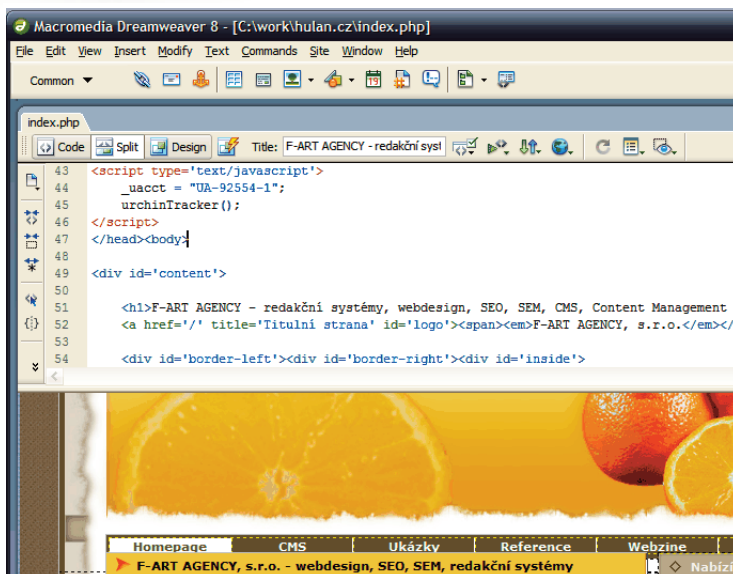 Macromedia Dreamweaver 8 - [C:\work\hulan.cz\index.php]
File Edit View Insert Modify Text Commands Site Window Help
Common
19
index.php
Code Split Design Title: F-ART AGENCY - redakční syst
43 <script type='text/javascript'>
44 _uacct = "UA-92554-1";
45 urchinTracker();
46 </script>
47 </head><body>
48
49 <div id='content'>
50
51 <h1>F-ART AGENCY - redakční systémy, webdesign, SEO, SEM, CMS, Content Management
52 <a href='/' title='Titulní strana' id='logo'><span><em>F-ART AGENCY, s.r.o.</em></
53
54 <div id='border-left'><div id='border-right'><div id='inside'>
Homepage CMS Ukázky Reference Webzine
F-ART AGENCY, s.r.o. - webdesign, SEO, SEM, redakční systémy Nabízí